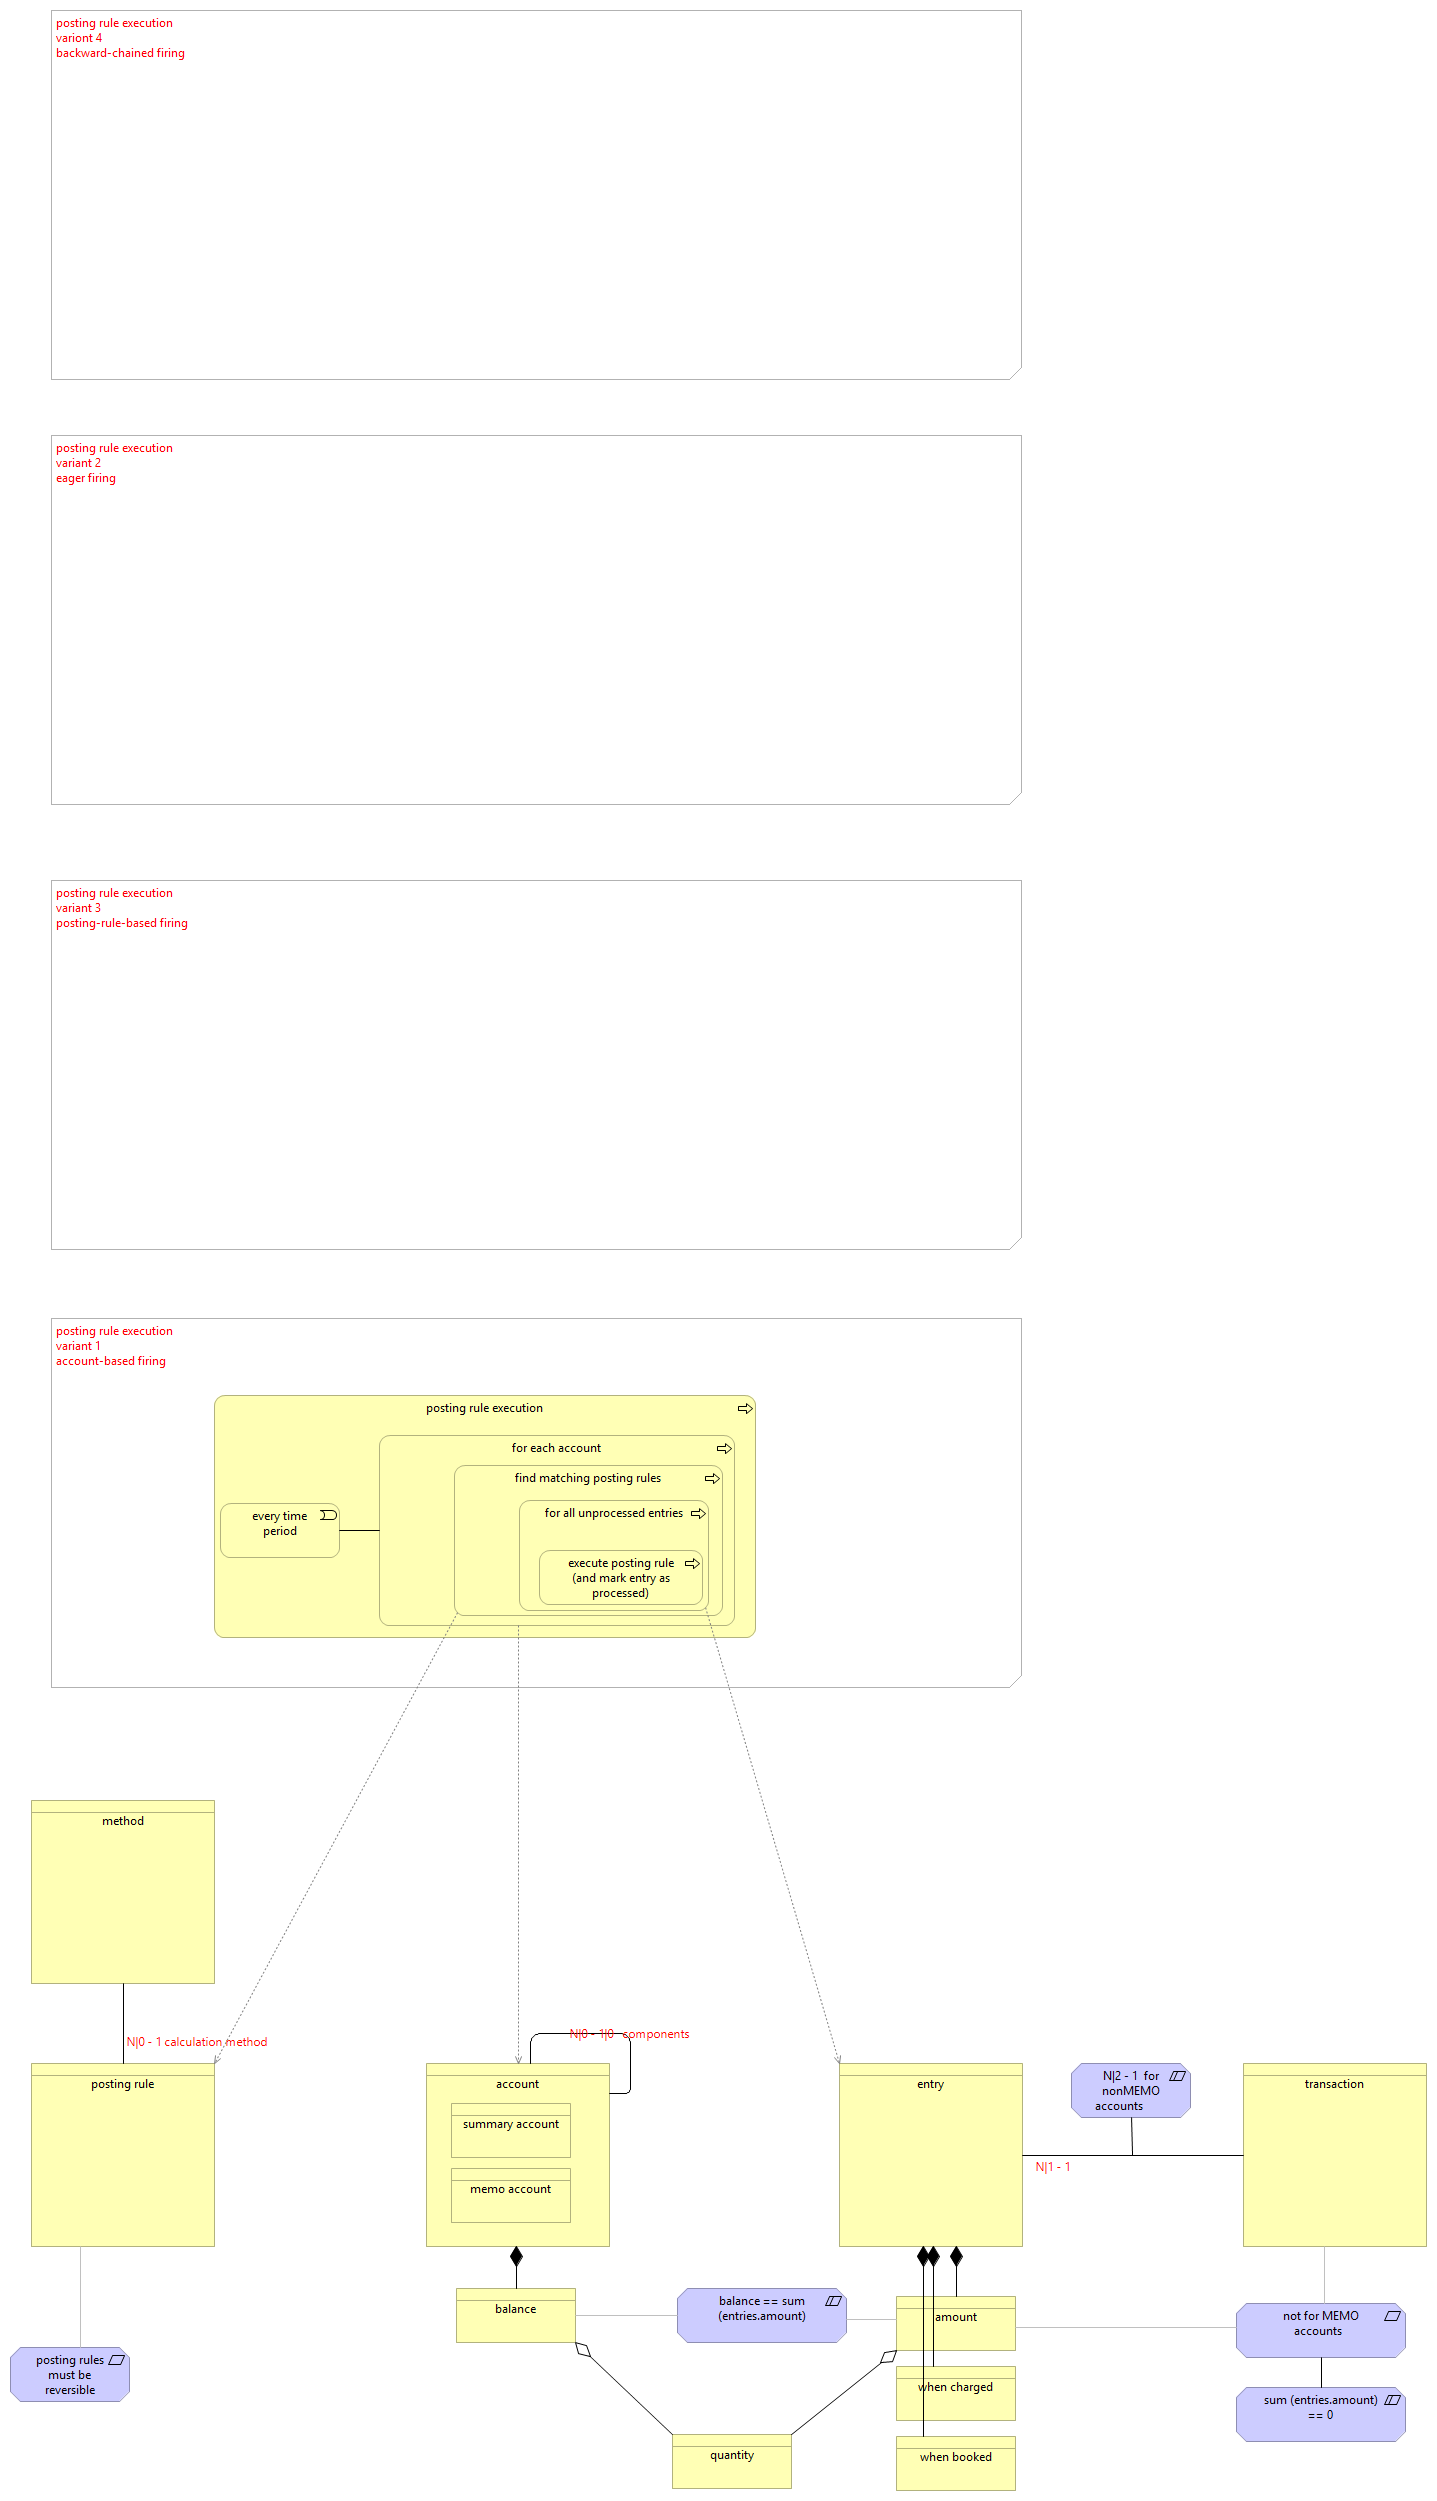 posting rule execution
variont 4
backward-chained firing
posting rule execution
variant 2
eager firing
posting rule execution
variant 3
posting-rule-based firing
posting rule execution
variant 1
account-based firing
posting rule execution
for each account
find matching posting rules
for all unprocessed entries
every time
period
execute posting rule
(and mark entry as
processed)
method
N|0 - 1 calculation method
N|0 - 1|0 components
posting rule
account
summary account
memo account
entry
N|2 - 1 for
nonMEMO
accounts
N|1 - 1
transaction
balance
balance == sum
(entries.amount)
amount
not for MEMO
accounts
posting rules
must be
reversible
when charged
sum (entries.amount)
== 0
quantity
when booked